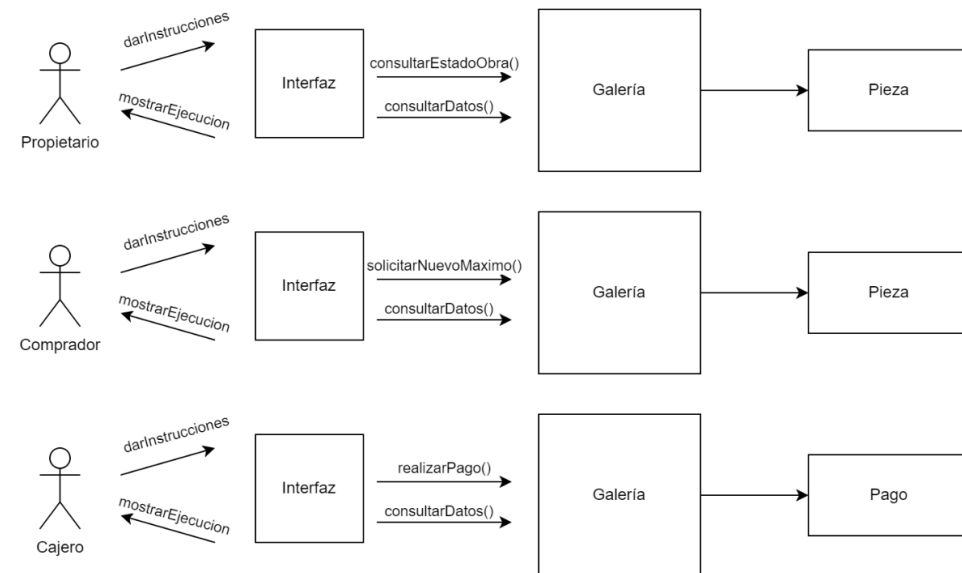 darInstrucciones
mostrarEjecucion
Propietario
Interfaz
consultarEstadoObra()
consultarDatos()
Galería
Pieza
darInstrucciones
mostrarEjecucion
Comprador
Interfaz
solicitarNuevoMaximo()
consultarDatos()
Galería
Pieza
darInstrucciones
mostrarEjecucion
Cajero
Interfaz
realizarPago()
consultarDatos()
Galería
Pago